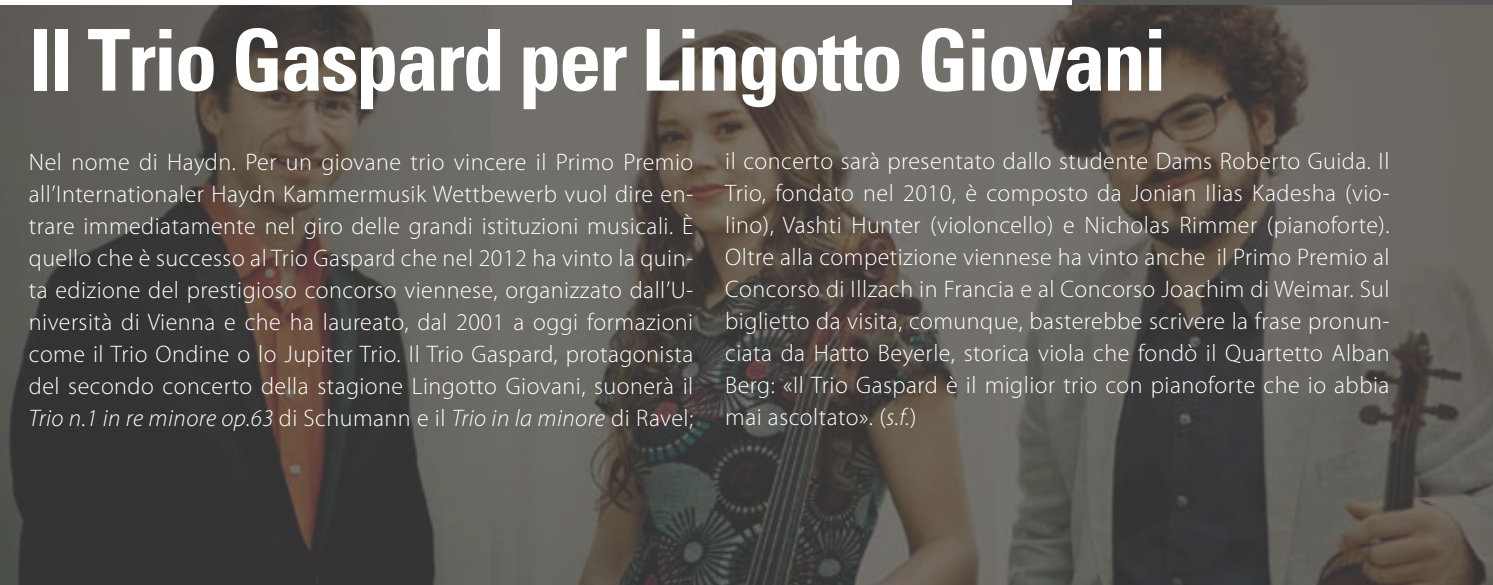 Il Trio Gaspard per Lingotto Giovani
Nel nome di Haydn. Per un giovane trio vincere il Primo Premio
all'Internationaler Haydn Kammermusik Wettbewerb vuol dire en-
trare immediatamente nel giro delle grandi istituzioni musicali. È
quello che è successo al Trio Gaspard che nel 2012 ha vinto la quin-
ta edizione del prestigioso concorso viennese, organizzato dall'U-
niversità di Vienna e che ha laureato, dal 2001 a oggi formazioni
come il Trio Ondine o lo Jupiter Trio. Il Trio Gaspard, protagonista
del secondo concerto della stagione Lingotto Giovani, suonerà il
Trio n.1 in re minore op.63 di Schumann e il Trio in la minore di Ravel;
il concerto sarà presentato dallo studente Dams Roberto Guida. Il
Trio, fondato nel 2010, è composto da Jonian Ilias Kadesha (vio-
lino), Vashti Hunter (violoncello) e Nicholas Rimmer (pianoforte).
Oltre alla competizione viennese ha vinto anche il Primo Premio al
Concorso di Illzach in Francia e al Concorso Joachim di Weimar. Sul
biglietto da visita, comunque, basterebbe scrivere la frase pronun-
ciata da Hatto Beyerle, storica viola che fondò il Quartetto Alban
Berg: «Il Trio Gaspard è il miglior trio con pianoforte che io abbia
mai ascoltato». (s.f.)